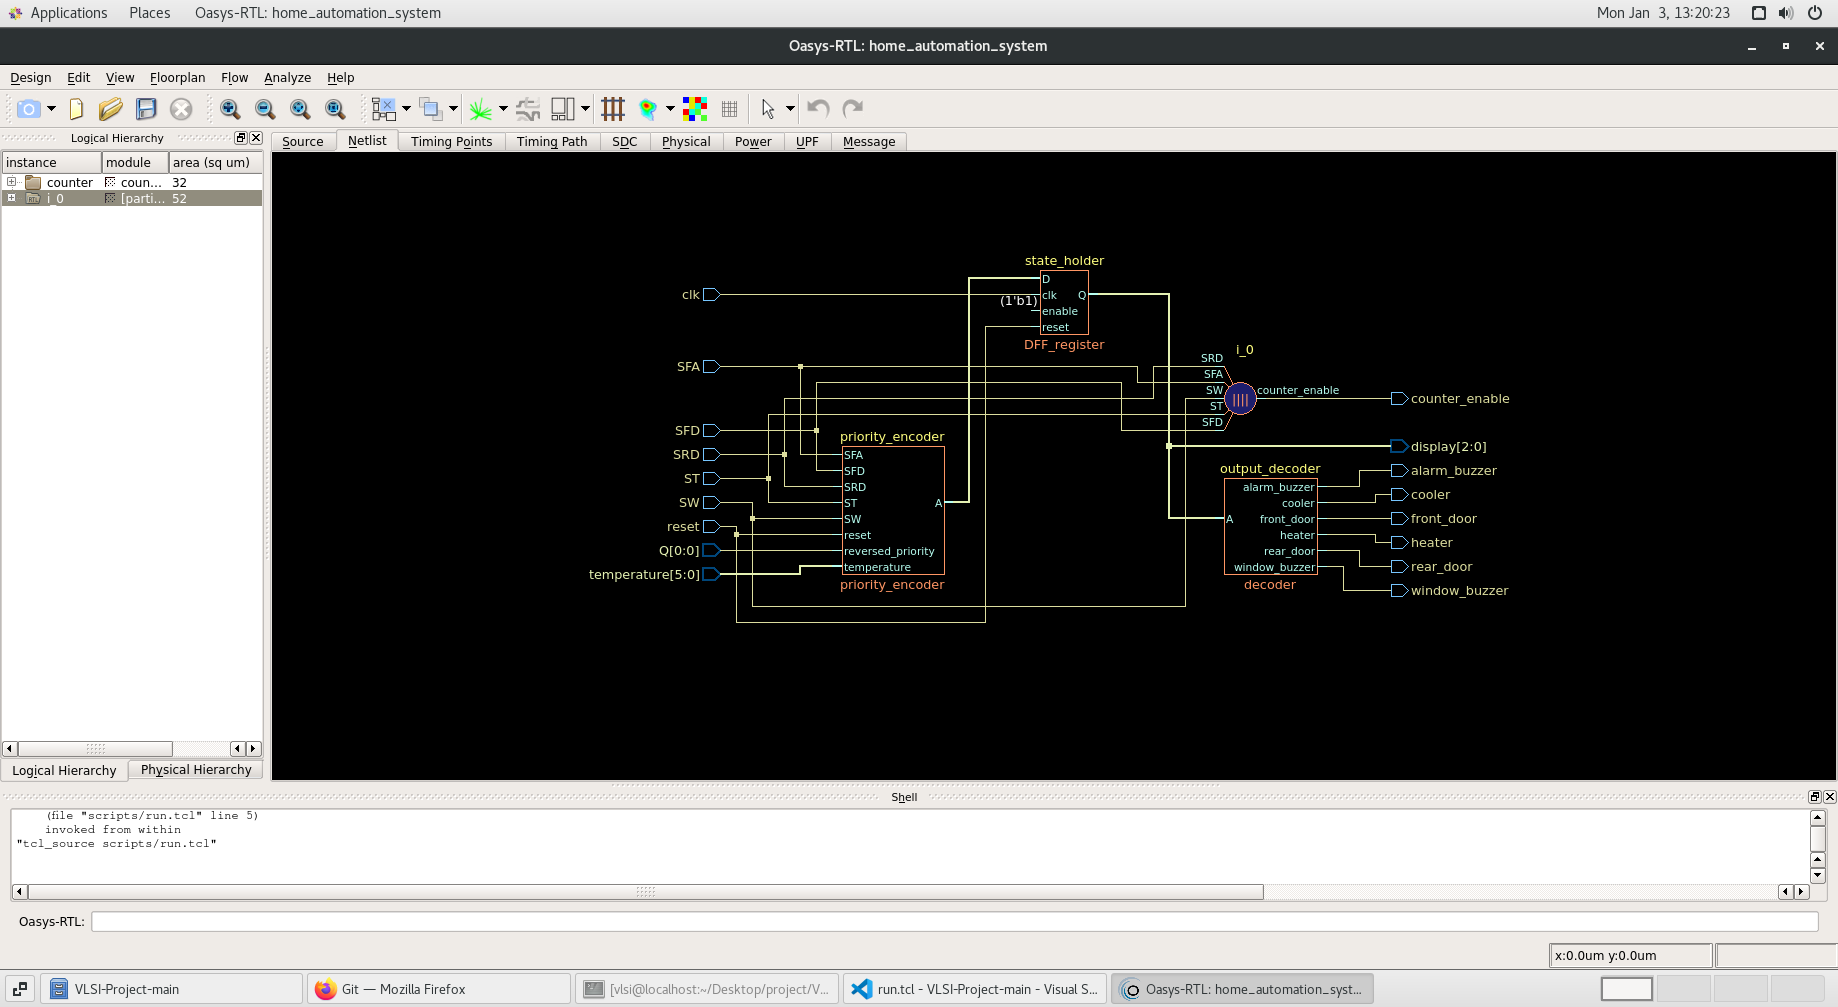 Applications Places Oasys-RTL: home_automation_system Mon Jan 3, 13:20:23
Oasys-RTL: home_automation_system
Design Edit View Floorplan Flow Analyze Help
Logical Hierarchy
Source Netlist Timing Points Timing Path SDC Physical Power UPF Message
instance module area (sq um)
counter coun... 32
RTL i_0 [parti... 52
state_holder
D
clk Q
(1'b1)
enable
reset
DFF_register
clk
SFA
SFD
SRD
ST
SW
reset
Q[0:0]
temperature[5:0]
priority_encoder
SFA
SFD
SRD
ST A
SW
reset
reversed_priority
temperature
priority_encoder
i_0
SRD
SFA
SW counter_enable
ST
SFD
output_decoder
alarm_buzzer
cooler
A front_door
heater
rear_door
window_buzzer
decoder
counter_enable
display[2:0]
alarm_buzzer
cooler
front_door
heater
rear_door
window_buzzer
Logical Hierarchy Physical Hierarchy
Shell
(file "scripts/run.tcl" line 5)
invoked from within
"tcl_source scripts/run.tcl"
Oasys-RTL:
x:0.0um y:0.0um
VLSI-Project-main Git — Mozilla Firefox [vlsi@localhost:~/Desktop/project/V... run.tcl - VLSI-Project-main - Visual S... Oasys-RTL: home_automation_syst...